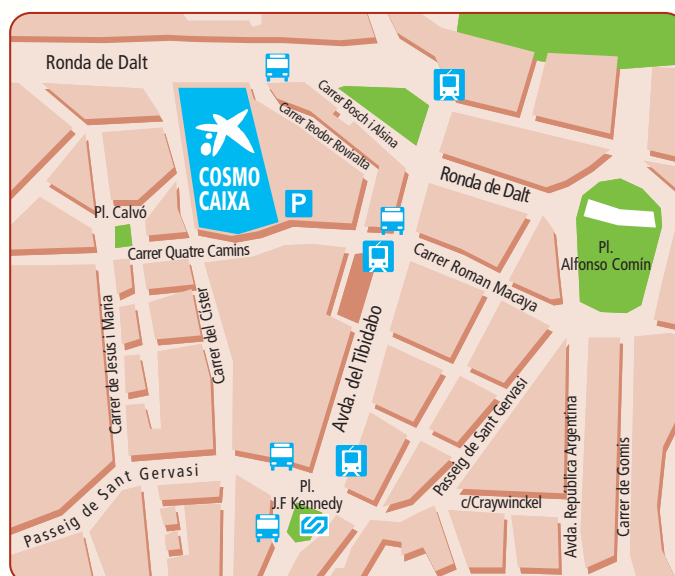 Ronda de Dalt
Carrer Bosch i Alsina
Carrer Teodor Roviralta
COSMO
CAIXA
P
Ronda de Dalt
Pl. Calvó
Carrer Quatre Camins
Pl.
Alfonso Comín
Carrer Roman Macaya
Carrer de Jesus i Maria
Carrer del Císter
Avda. del Tibidabo
Passeig de Sant Gervasi
Passeig de Sant Gervasi
Pl.
J.F Kennedy
c/Craywinckel
Avda. República Argentina
Carrer de Gomis